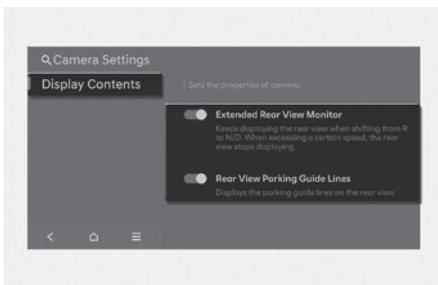 Camera Settings
Display Contents
Sets the properties of camera.
Extended Rear View Monitor
Keeps displaying the rear view when shifting from R
to N/D. When exceeding a certain speed, the rear
view stops displaying.
Rear View Parking Guide Lines
Displays the parking guide lines on the rear view.